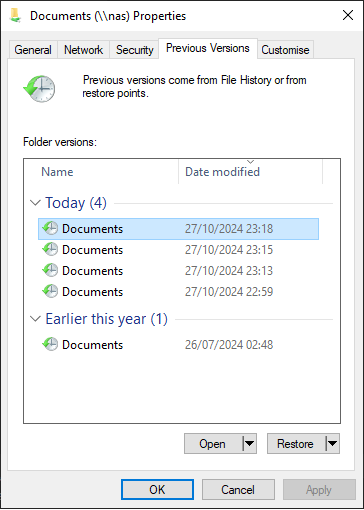 Documents (\\nas) Properties
General Network Security Previous Versions Customise
Previous versions come from File History or from
restore points.
Folder versions:
Name Date modified
Today (4)
Documents 27/10/2024 23:18
Documents 27/10/2024 23:15
Documents 27/10/2024 23:13
Documents 27/10/2024 22:59
Earlier this year (1)
Documents 26/07/2024 02:48
Open Restore
OK Cancel Apply